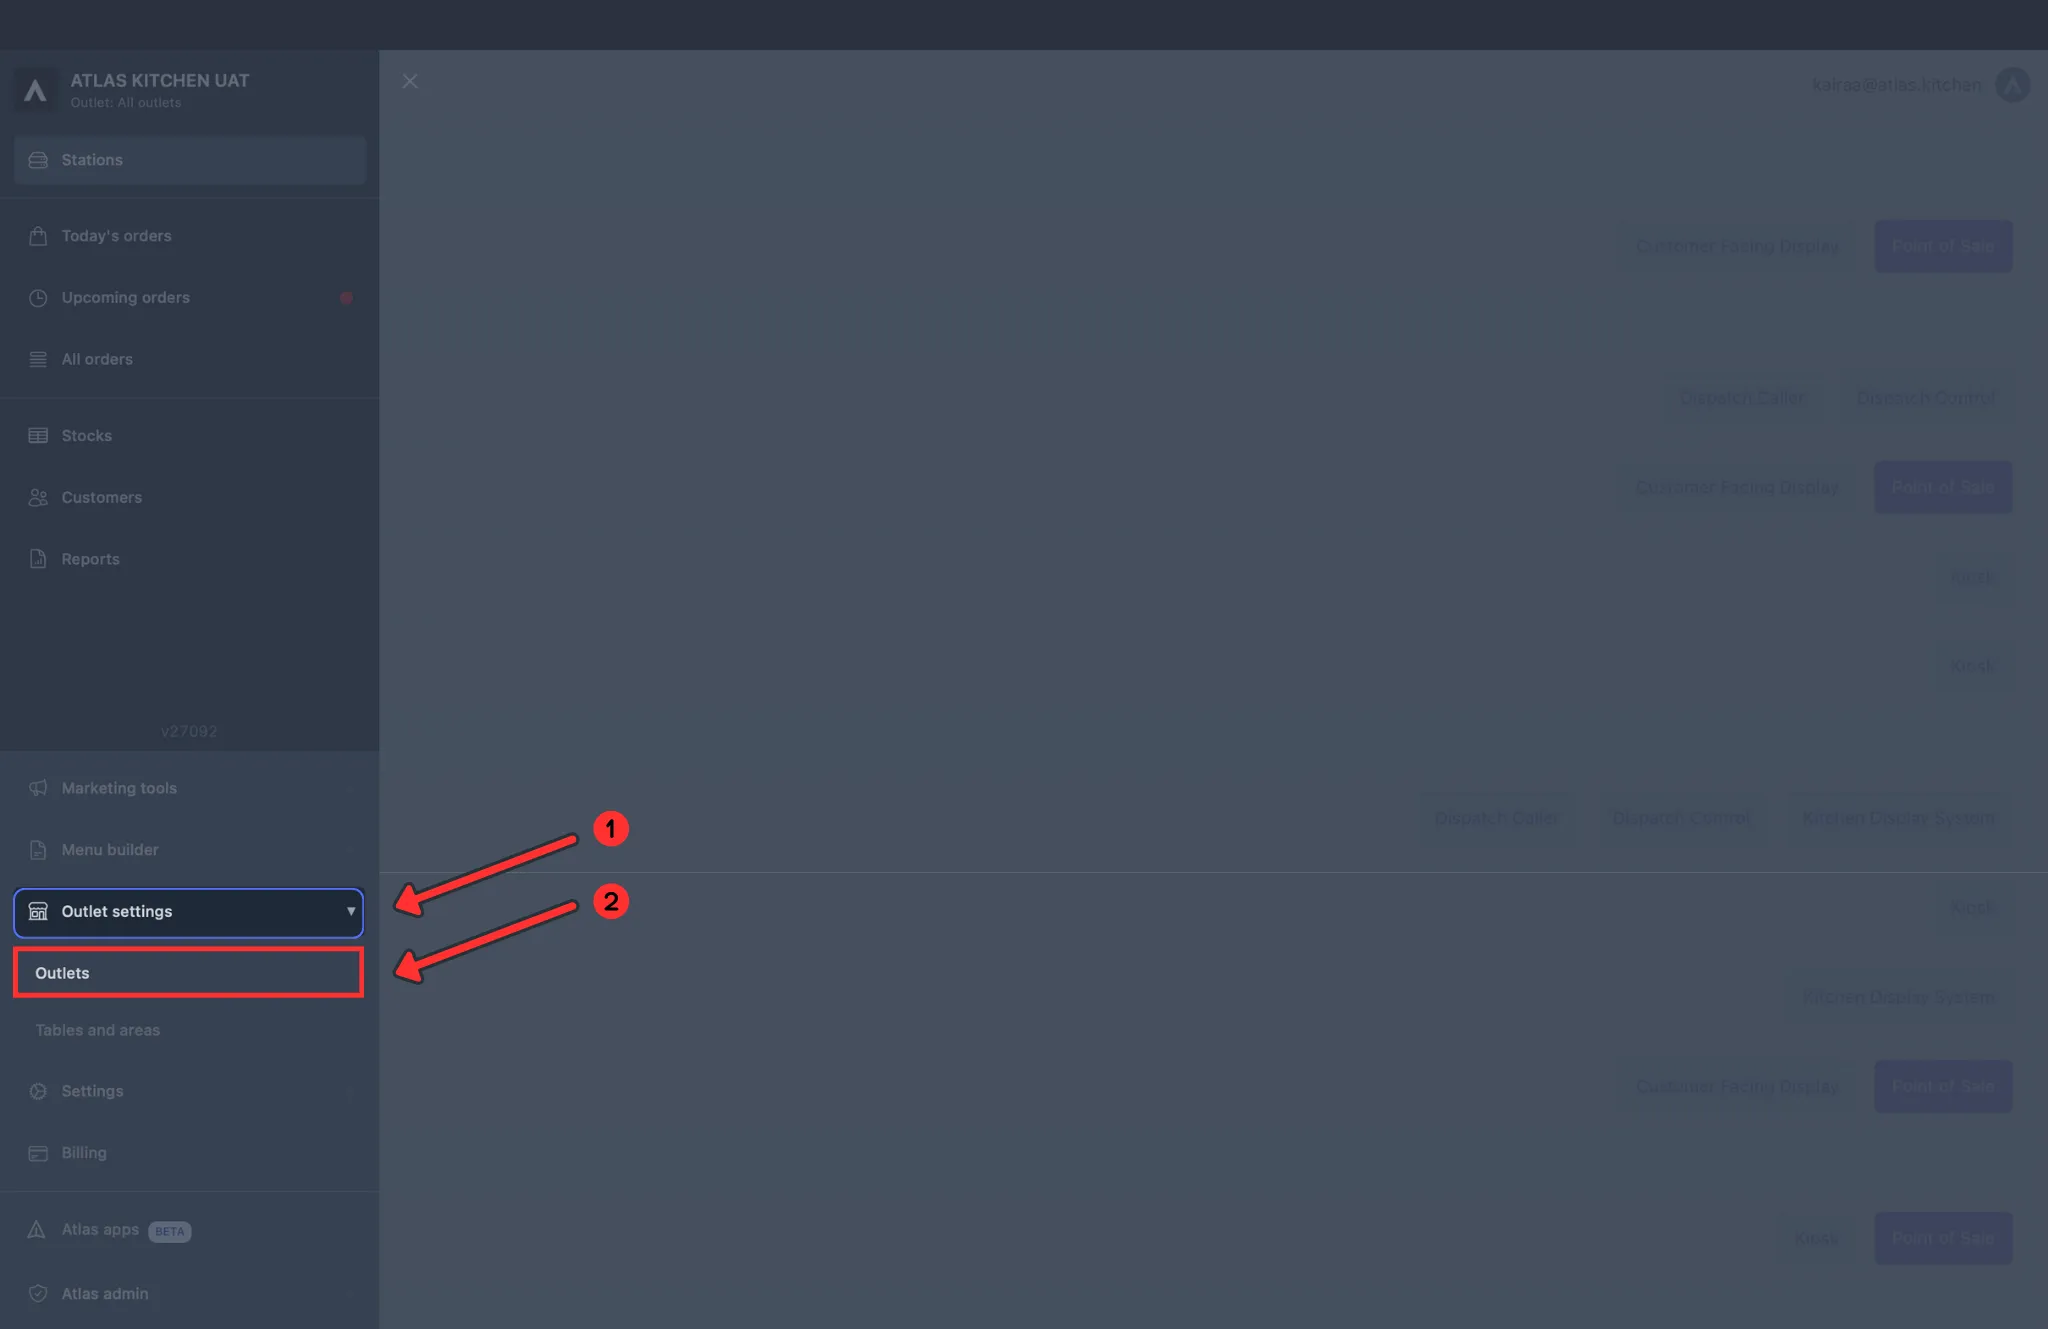 ATLAS KITCHEN UAT
Outlet: All outlets
kairaa@atlas.kitchen
Stations
Today's orders
Customer Facing Display
Point of Sale
Upcoming orders
All orders
Dispatch Caller
Dispatch Control
Stocks
Customer Facing Display
Point of Sale
Customers
Reports
Kiosk
Kiosk
v27092
Marketing tools
Dispatch Caller
Dispatch Control
Kitchen Display System
1
Menu builder
2
Outlet settings
Kiosk
Outlets
Kitchen Display System
Tables and areas
Settings
Customer Facing Display
Point of Sale
Billing
Atlas apps
BETA
Kiosk
Point of Sale
Atlas admin